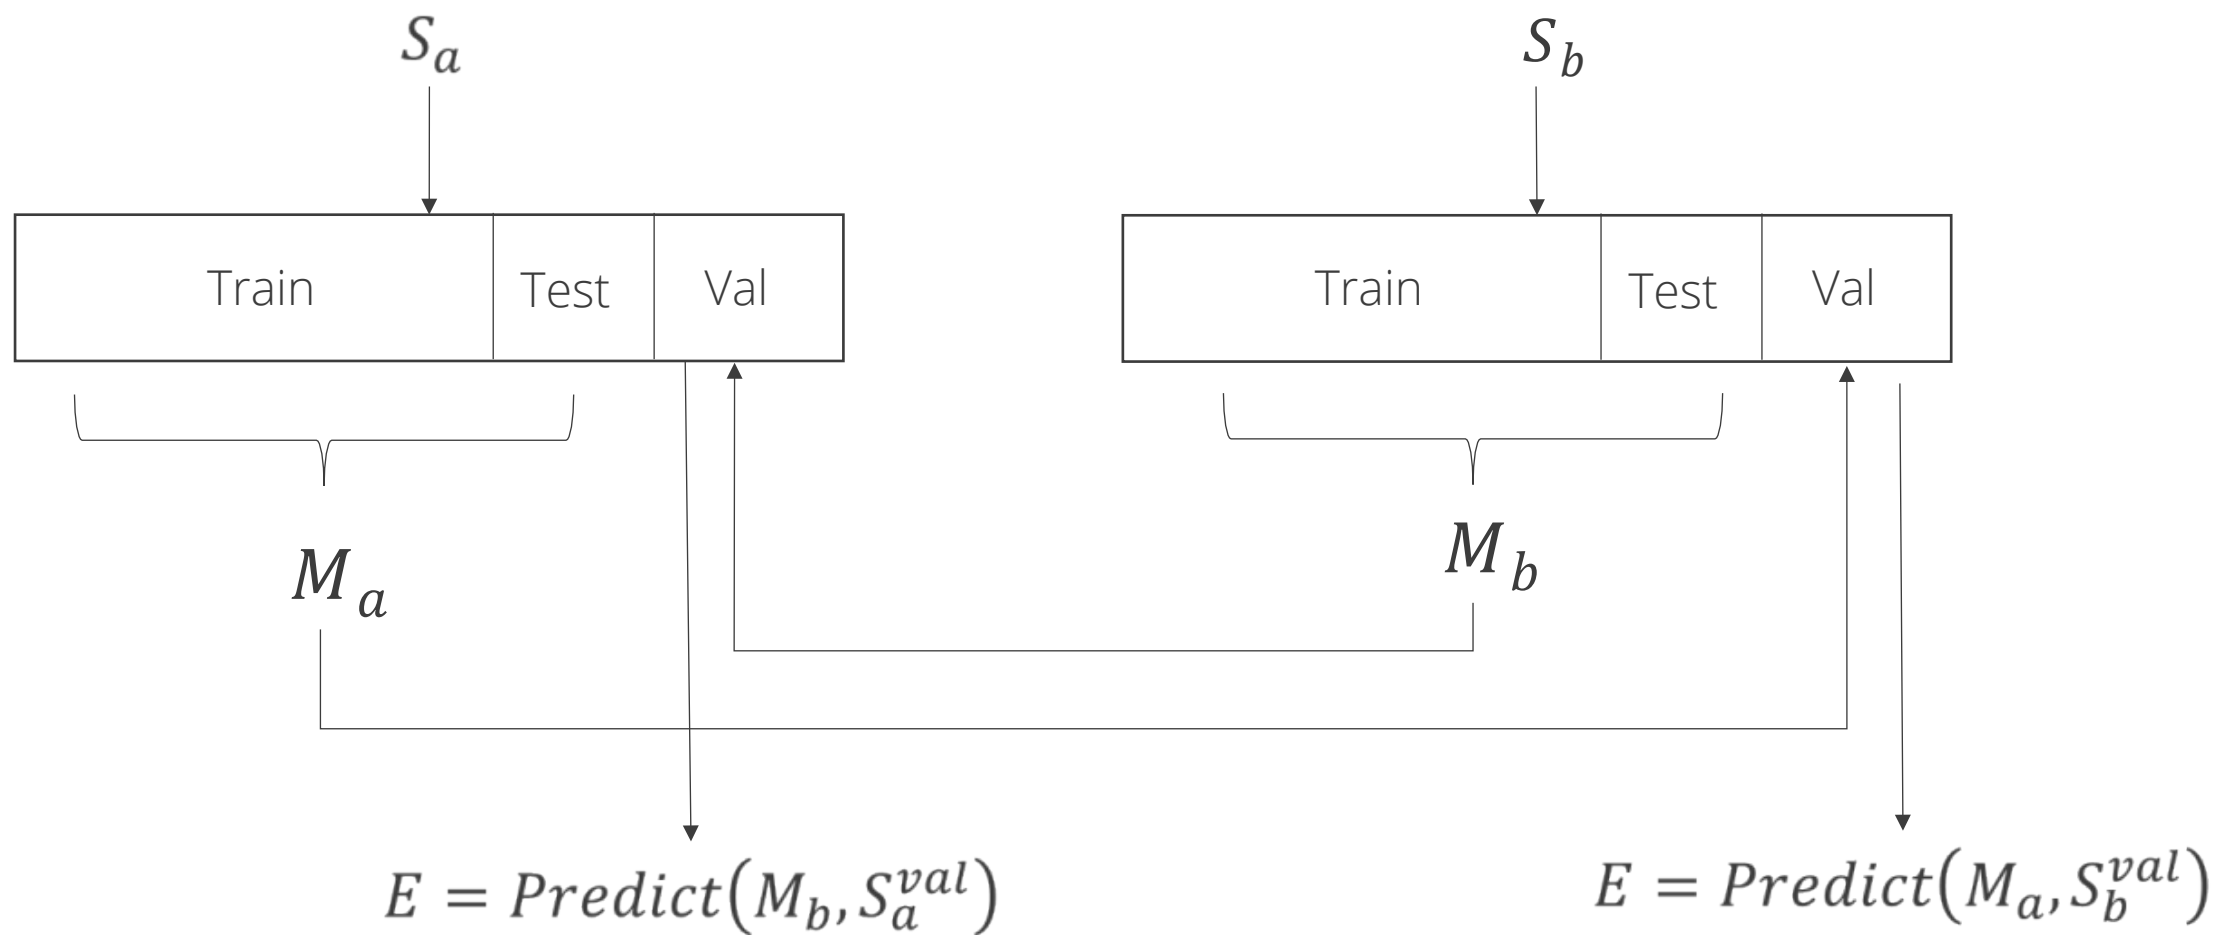 S_a
S_b
Train Test Val
Train Test Val
M_a
M_b
E = Predict(M_b, S_a^{val})
E = Predict(M_a, S_b^{val})